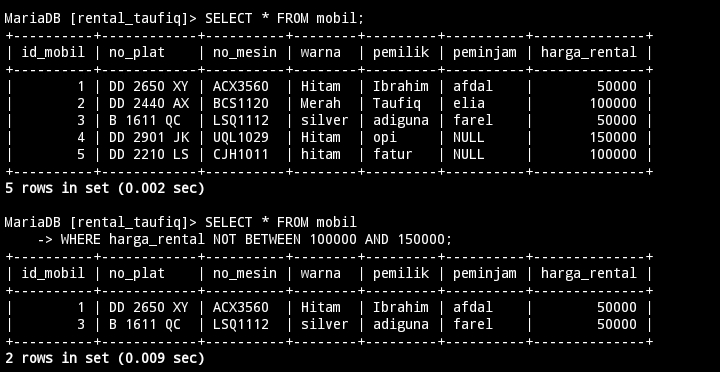 MariaDB [rental_taufiq]> SELECT * FROM mobil;
+----------+------------+----------+--------+---------+----------+--------------+
| id_mobil | no_plat    | no_mesin | warna  | pemilik | peminjam | harga_rental |
+----------+------------+----------+--------+---------+----------+--------------+
|        1 | DD 2650 XY | ACX3560  | Hitam  | Ibrahim | afdal    |        50000 |
|        2 | DD 2440 AX | BCS1120  | Merah  | Taufiq  | elia     |       100000 |
|        3 | B 1611 QC  | LSQ1112  | silver | adiguna | farel    |        50000 |
|        4 | DD 2901 JK | UQL1029  | Hitam  | opi     | NULL     |       150000 |
|        5 | DD 2210 LS | CJH1011  | hitam  | fatur   | NULL     |       100000 |
+----------+------------+----------+--------+---------+----------+--------------+
5 rows in set (0.002 sec)
MariaDB [rental_taufiq]> SELECT * FROM mobil
    -> WHERE harga_rental NOT BETWEEN 100000 AND 150000;
+----------+------------+----------+--------+---------+----------+--------------+
| id_mobil | no_plat    | no_mesin | warna  | pemilik | peminjam | harga_rental |
+----------+------------+----------+--------+---------+----------+--------------+
|        1 | DD 2650 XY | ACX3560  | Hitam  | Ibrahim | afdal    |        50000 |
|        3 | B 1611 QC  | LSQ1112  | silver | adiguna | farel    |        50000 |
+----------+------------+----------+--------+---------+----------+--------------+
2 rows in set (0.009 sec)